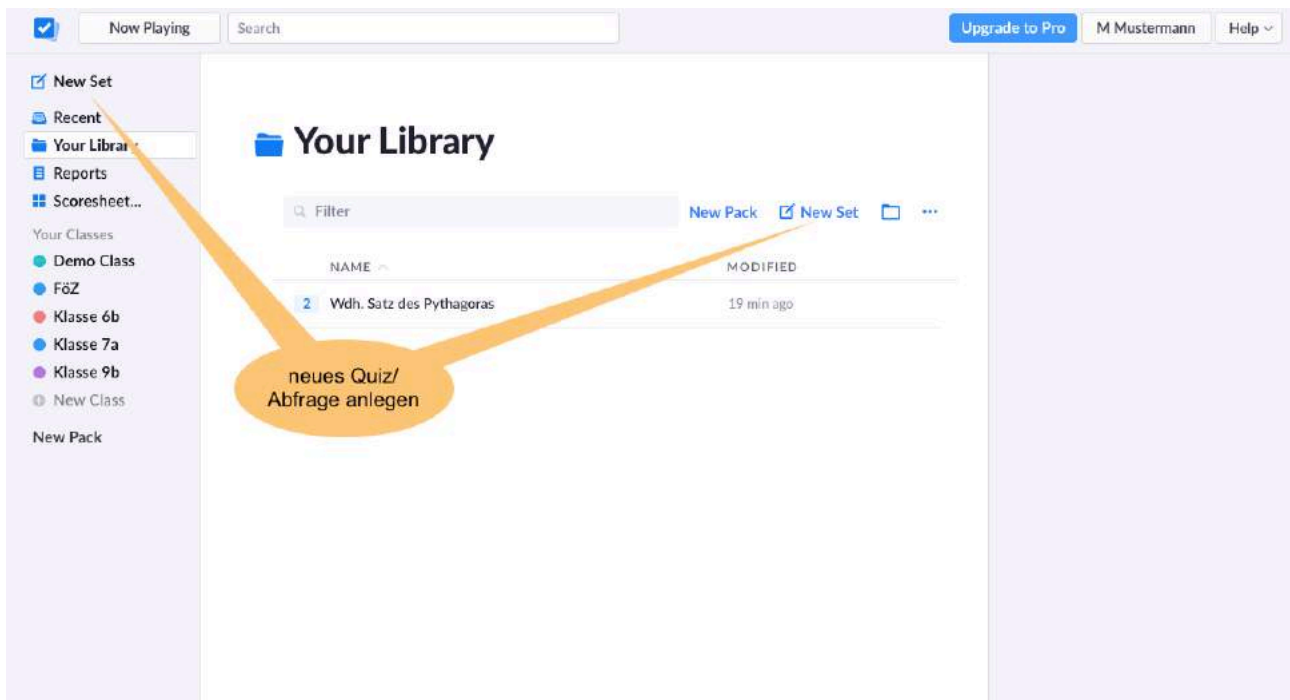 Now Playing
Search
Upgrade to Pro
M Mustermann
Help
New Set
Recent
Your Library
Reports
Scoresheet...
Your Classes
Demo Class
FöZ
Klasse 6b
Klasse 7a
Klasse 9b
New Class
New Pack
Your Library
Filter
New Pack
New Set
NAME
MODIFIED
2 Wdh. Satz des Pythagoras
19 min ago
neues Quiz/
Abfrage anlegen